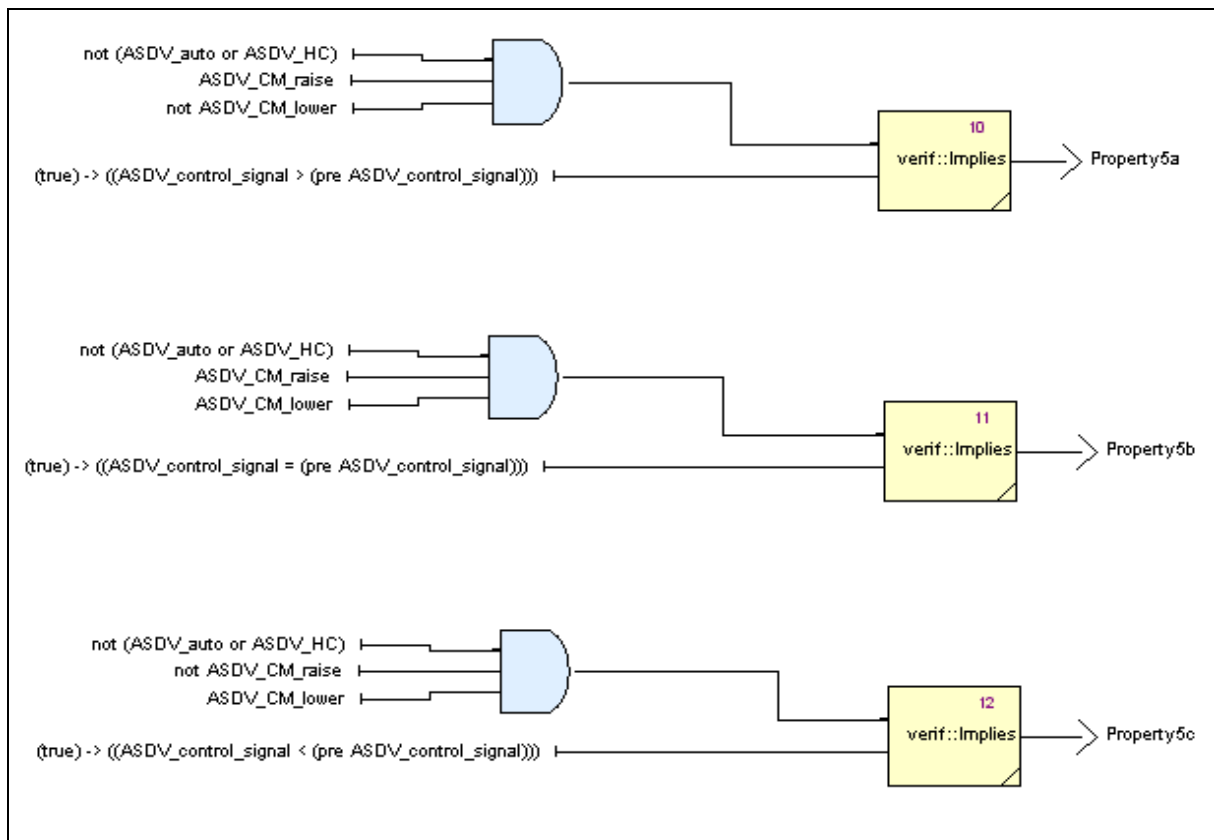 not (ASDV_auto or ASDV_HC)
ASDV_CM_raise
not ASDV_CM_lower
(true) -> ((ASDV_control_signal > (pre ASDV_control_signal)))
10
verif::Implies
Property5a
not (ASDV_auto or ASDV_HC)
ASDV_CM_raise
ASDV_CM_lower
(true) -> ((ASDV_control_signal = (pre ASDV_control_signal)))
11
verif::Implies
Property5b
not (ASDV_auto or ASDV_HC)
not ASDV_CM_raise
ASDV_CM_lower
(true) -> ((ASDV_control_signal < (pre ASDV_control_signal)))
12
verif::Implies
Property5c